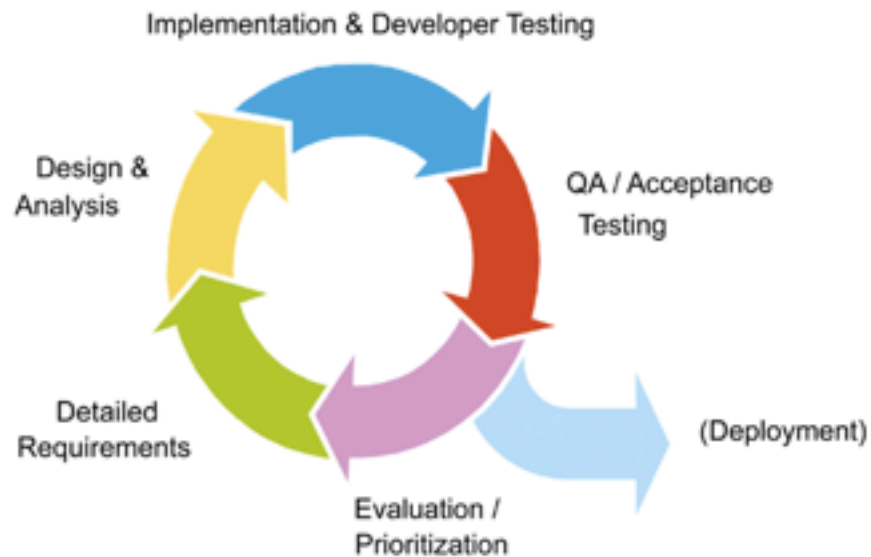 Implementation & Developer Testing
Design &
Analysis
QA / Acceptance
Testing
Detailed
Requirements
(Deployment)
Evaluation /
Prioritization